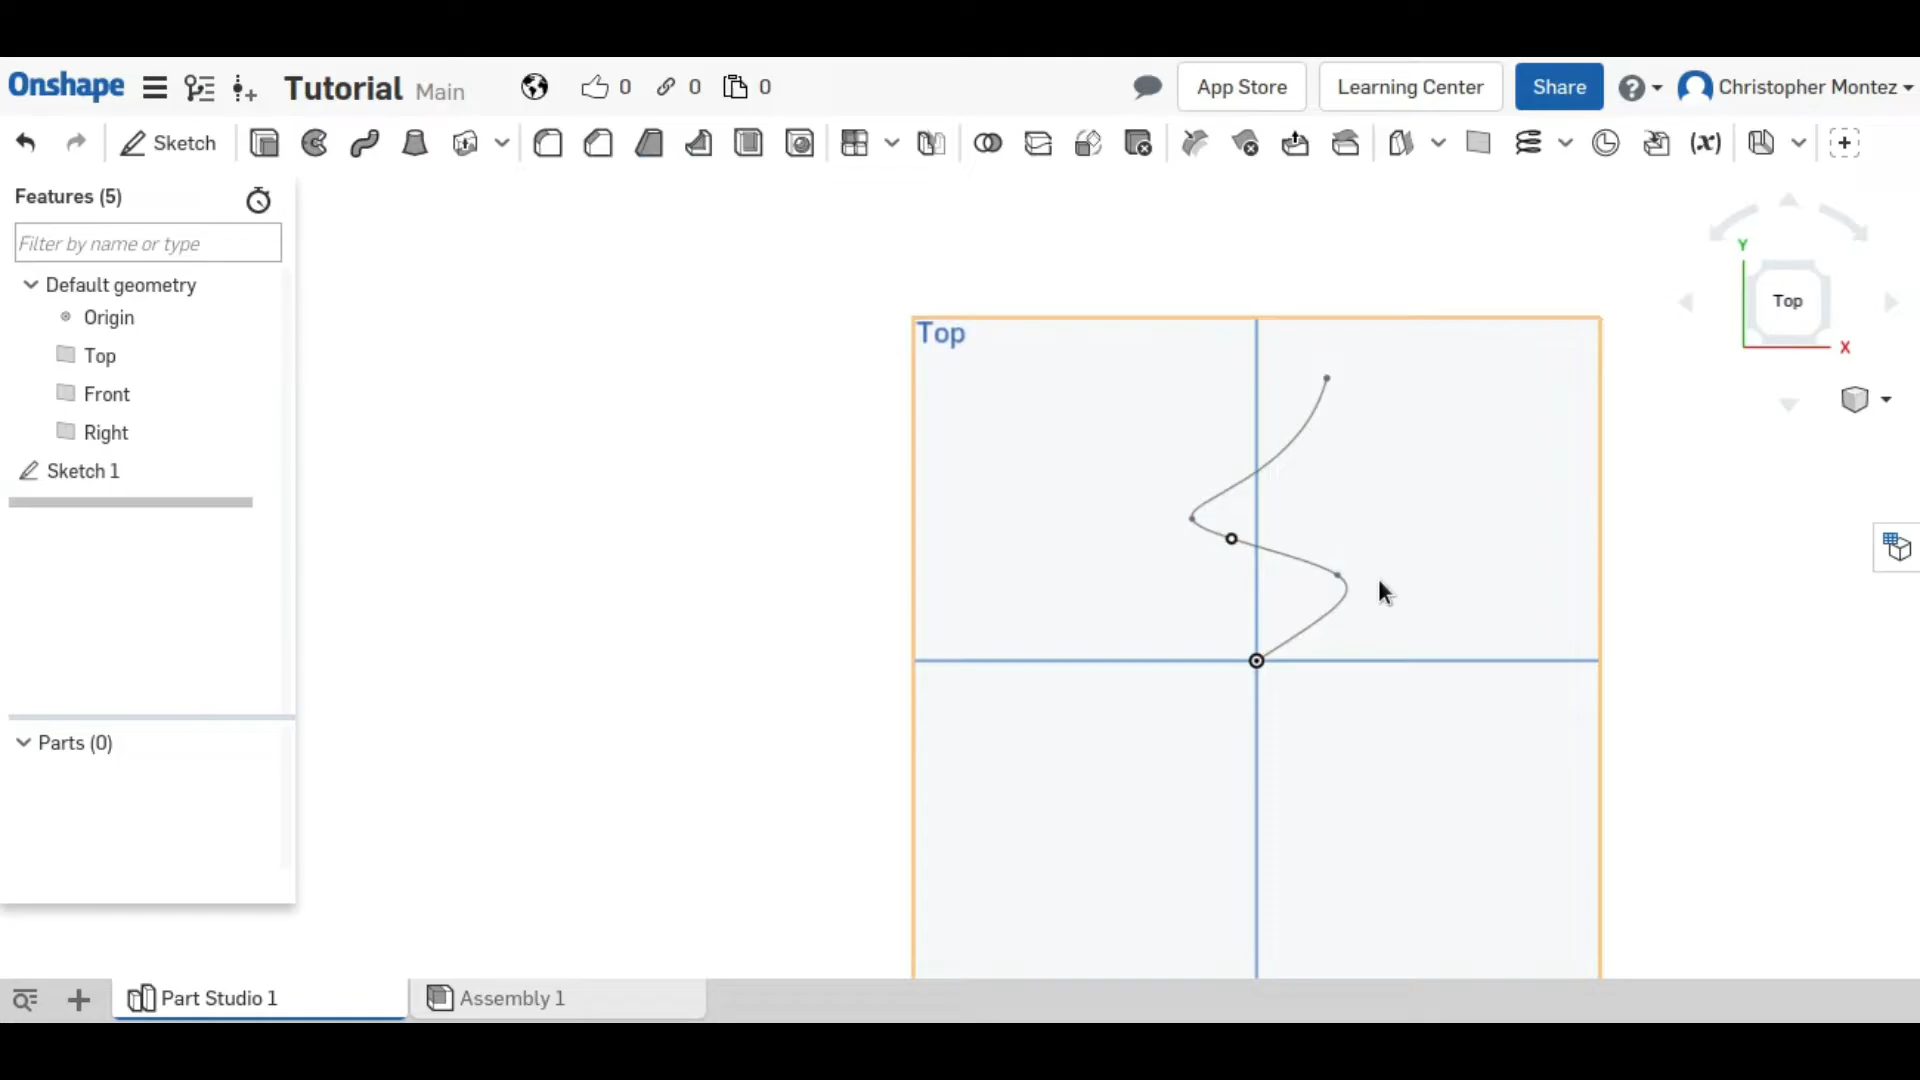 Onshape Tutorial Main 0 0 0 App Store Learning Center Share ? Christopher Montez
Sketch (x)
Features (5)
Filter by name or type
Default geometry
Origin
Top
Front
Right
Sketch 1
Parts (0)
Top
Y
Top
X
Part Studio 1 Assembly 1